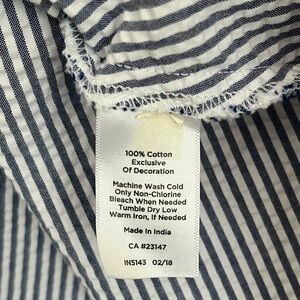 100% Cotton
Exclusive
Of Decoration
Machine Wash Cold
Only Non-Chlorine
Bleach When Needed
Tumble Dry Low
Warm Iron, If Needed
Made In India
CA #23147
IN5143 02/18